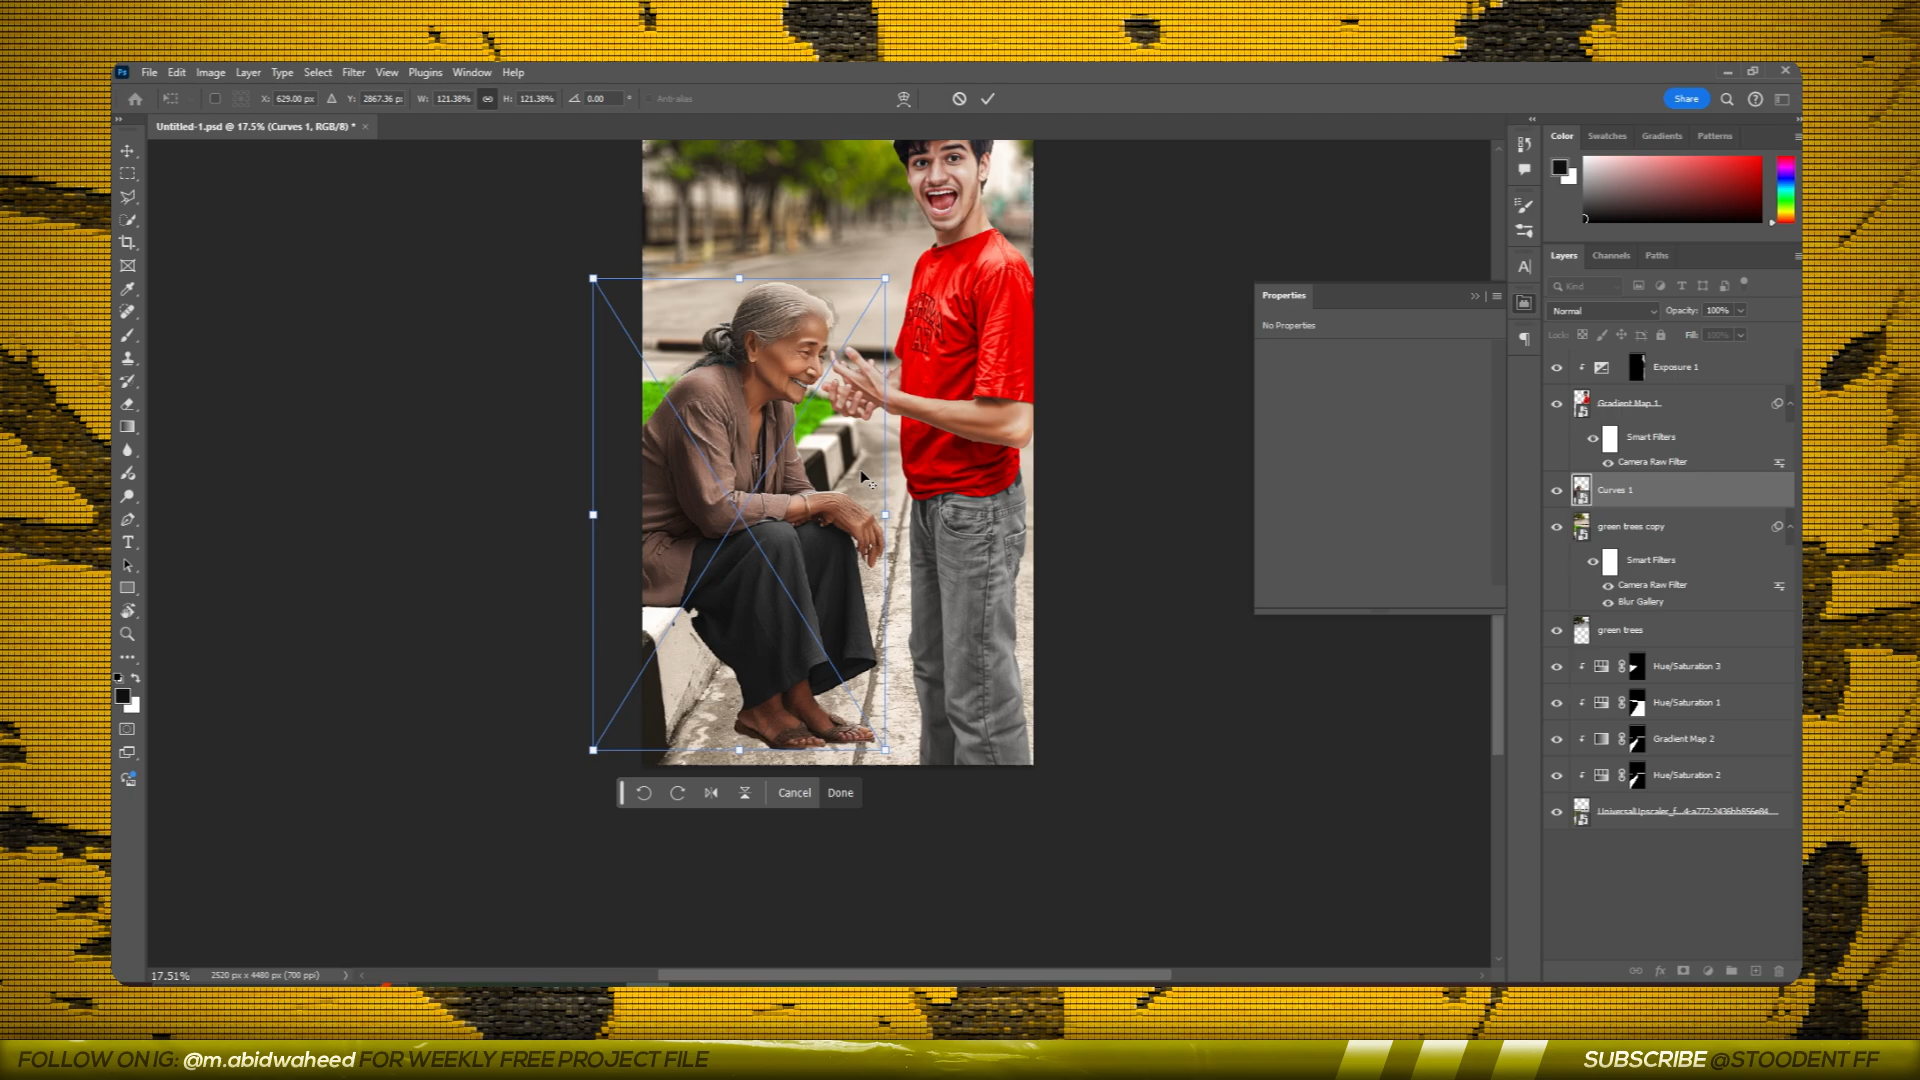 Ps File Edit Image Layer Type Select Filter View Plugins Window Help
X: 629.00 px Y: 2867.36 px W: 121.38% H: 121.38% 0.00 ° Anti-alias Share
Untitled-1.psd @ 17.5% (Curves 1, RGB/8) * ×
Color Swatches Gradients Patterns
Layers Channels Paths
Kind
Normal Opacity: 100%
Lock: Fill: 100%
Exposure 1
Gradient Map 1
Smart Filters
Camera Raw Filter
Curves 1
green trees copy
Smart Filters
Camera Raw Filter
Blur Gallery
green trees
Hue/Saturation 3
Hue/Saturation 1
Gradient Map 2
Hue/Saturation 2
Properties
No Properties
Cancel Done
17.51% 2520 px x 4480 px (700 ppi)
FOLLOW ON IG: @m.abidwaheed FOR WEEKLY FREE PROJECT FILE
SUBSCRIBE @STOODENT FF